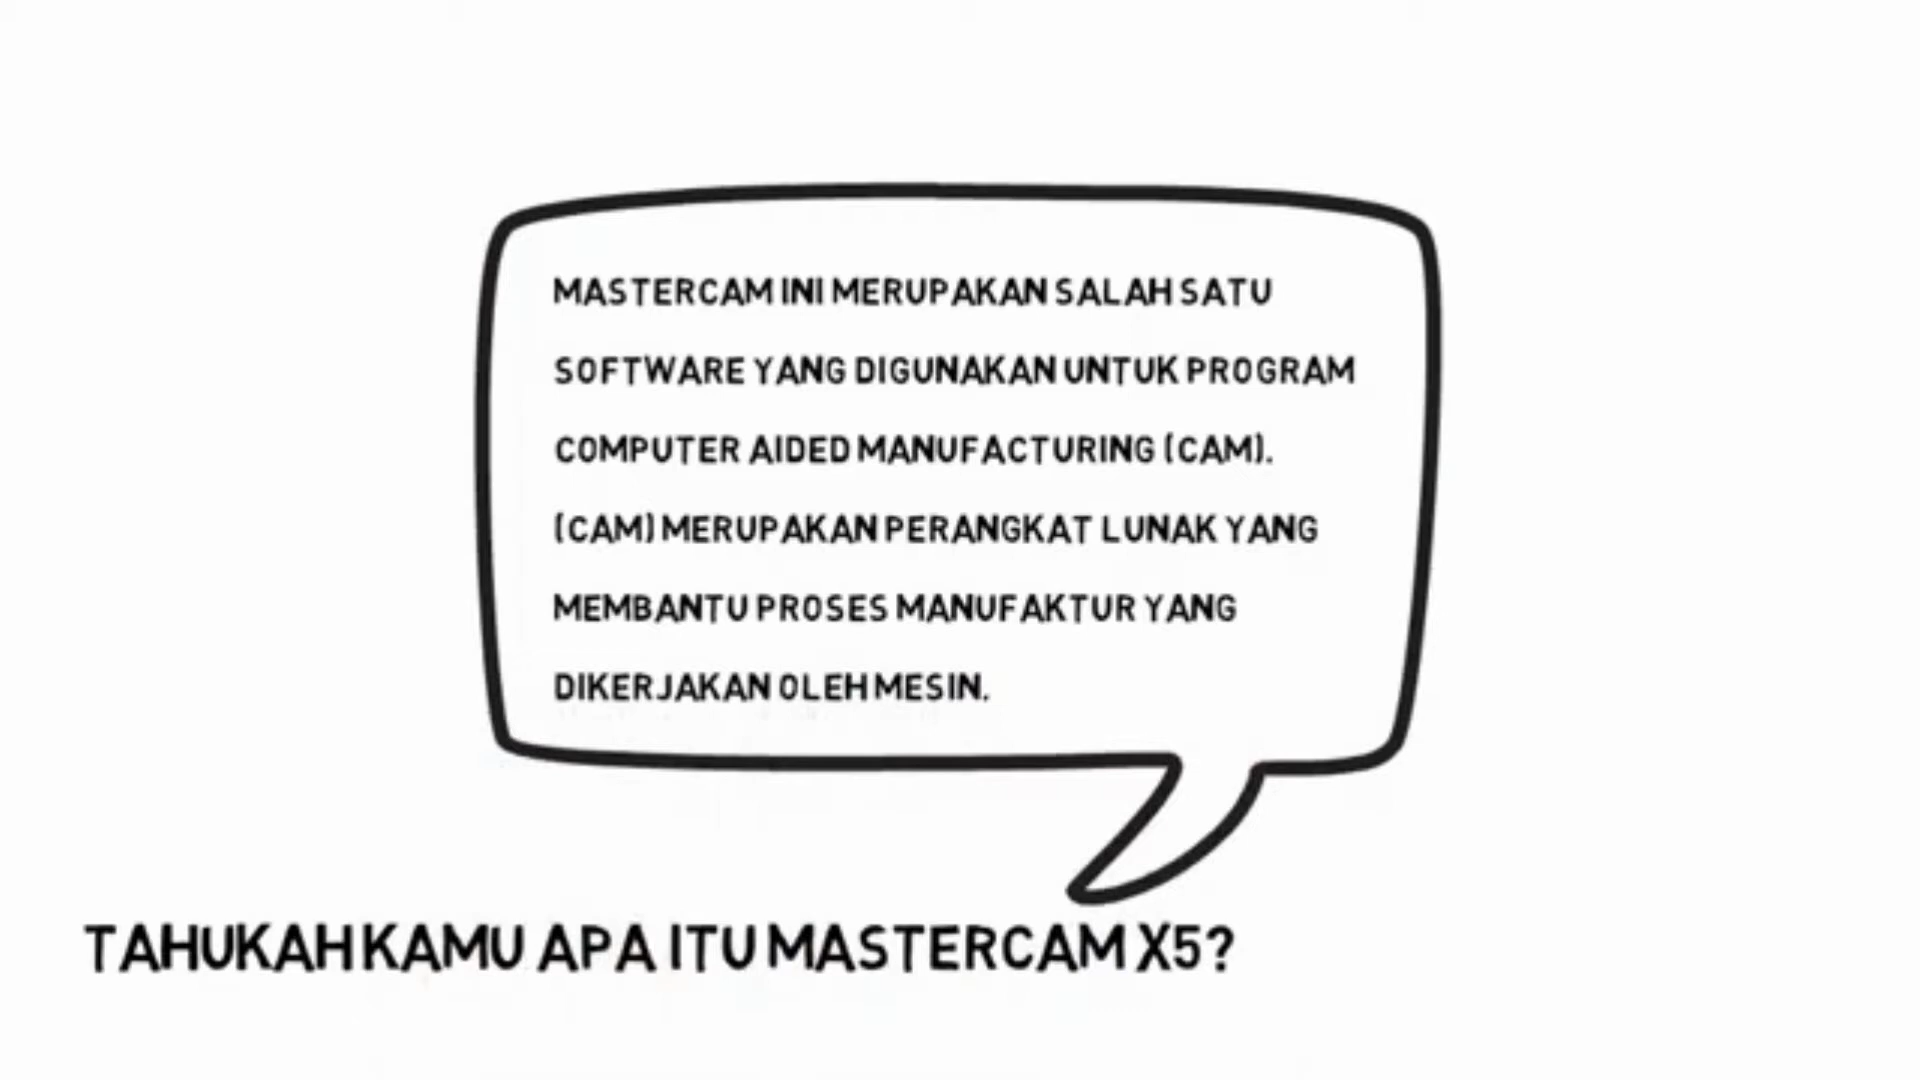 MASTERCAM INI MERUPAKAN SALAH SATU
SOFTWARE YANG DIGUNAKAN UNTUK PROGRAM
COMPUTER AIDED MANUFACTURING (CAM).
(CAM) MERUPAKAN PERANGKAT LUNAK YANG
MEMBANTU PROSES MANUFAKTUR YANG
DIKERJAKAN OLEH MESIN.
TAHUKAH KAMU APA ITU MASTERCAM X5?